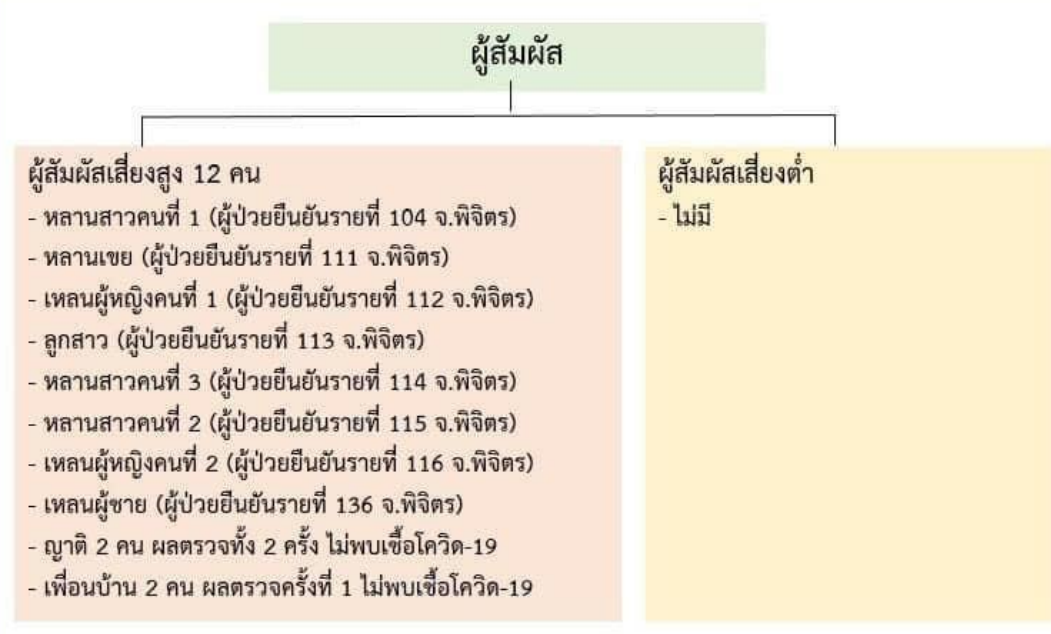 ผู้สัมผัส
ผู้สัมผัสเสี่ยงสูง 12 คน
- หลานสาวคนที่ 1 (ผู้ป่วยยืนยันรายที่ 104 จ.พิจิตร)
- หลานเขย (ผู้ป่วยยืนยันรายที่ 111 จ.พิจิตร)
- เหลนผู้หญิงคนที่ 1 (ผู้ป่วยยืนยันรายที่ 112 จ.พิจิตร)
- ลูกสาว (ผู้ป่วยยืนยันรายที่ 113 จ.พิจิตร)
- หลานสาวคนที่ 3 (ผู้ป่วยยืนยันรายที่ 114 จ.พิจิตร)
- หลานสาวคนที่ 2 (ผู้ป่วยยืนยันรายที่ 115 จ.พิจิตร)
- เหลนผู้หญิงคนที่ 2 (ผู้ป่วยยืนยันรายที่ 116 จ.พิจิตร)
- เหลนผู้ชาย (ผู้ป่วยยืนยันรายที่ 136 จ.พิจิตร)
- ญาติ 2 คน ผลตรวจทั้ง 2 ครั้ง ไม่พบเชื้อโควิด-19
- เพื่อนบ้าน 2 คน ผลตรวจครั้งที่ 1 ไม่พบเชื้อโควิด-19
ผู้สัมผัสเสี่ยงต่ำ
- ไม่มี